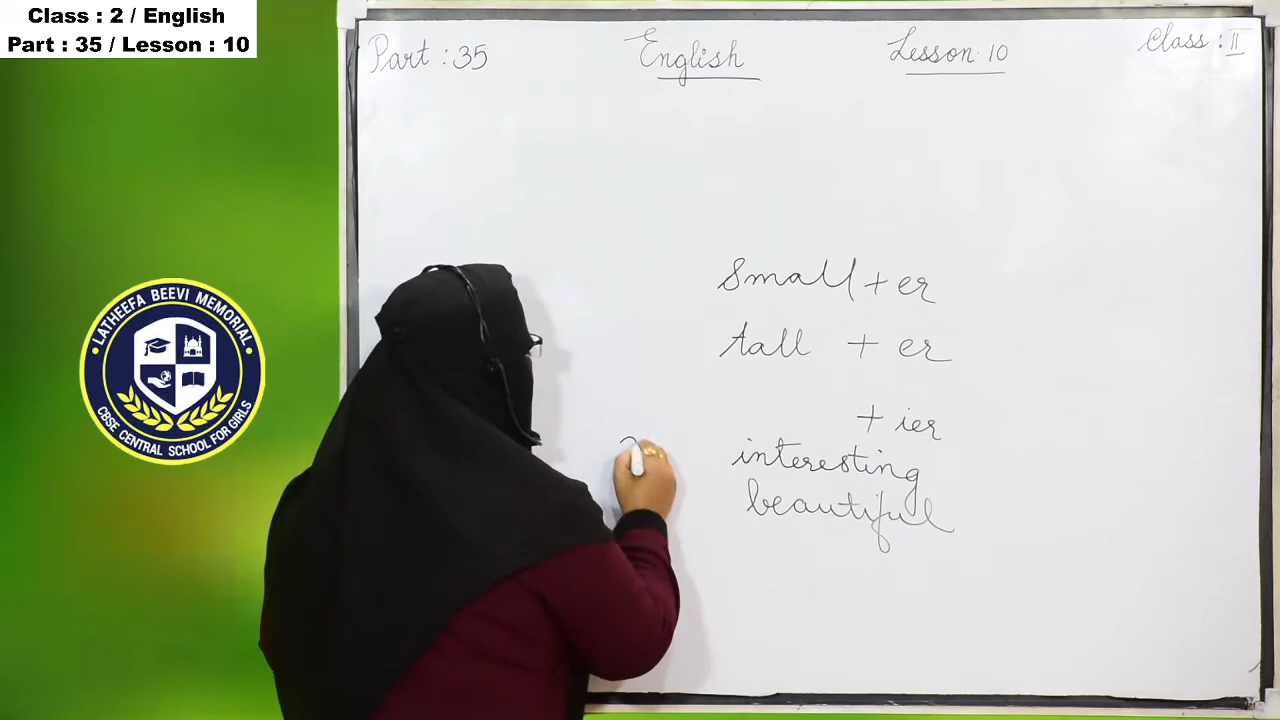 Class : 2 / English
Part : 35 / Lesson : 10
Part : 35 English Lesson 10 Class : II
small + er
tall + er
+ ier
interesting
beautiful
LATHEEFA BEEVI MEMORIAL
CBSE CENTRAL SCHOOL FOR GIRLS